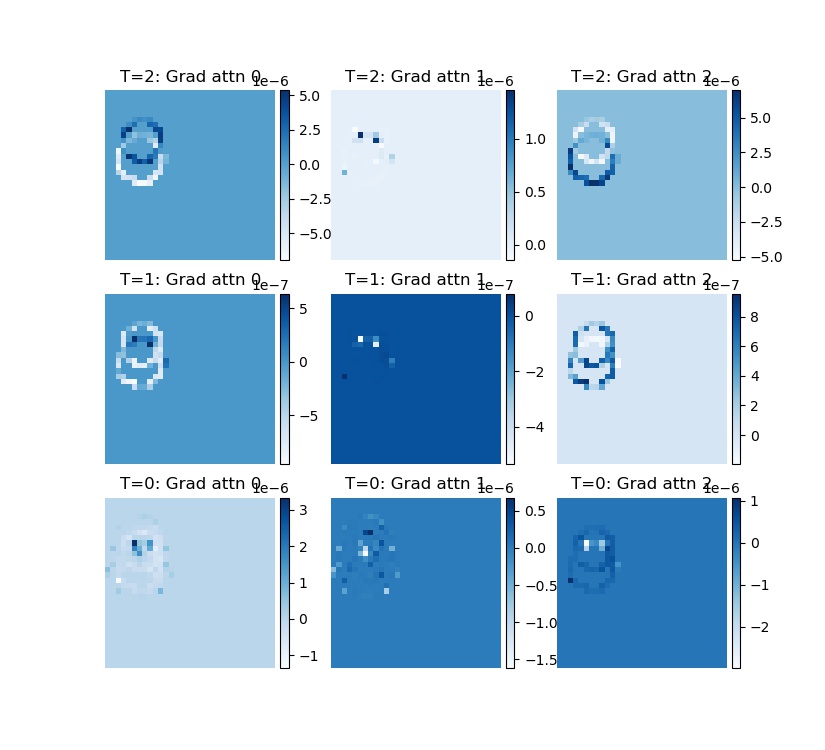 T=2: Grad attn 0
1e−6
5.0
2.5
0.0
−2.5
−5.0
T=2: Grad attn 1
1e−6
1.0
0.5
0.0
T=2: Grad attn 2
1e−6
5.0
2.5
0.0
−2.5
−5.0
T=1: Grad attn 0
1e−7
5
0
−5
T=1: Grad attn 1
1e−7
0
−2
−4
T=1: Grad attn 2
1e−7
8
6
4
2
0
T=0: Grad attn 0
1e−6
3
2
1
0
−1
T=0: Grad attn 1
1e−6
0.5
0.0
−0.5
−1.0
−1.5
T=0: Grad attn 2
1e−6
1
0
−1
−2